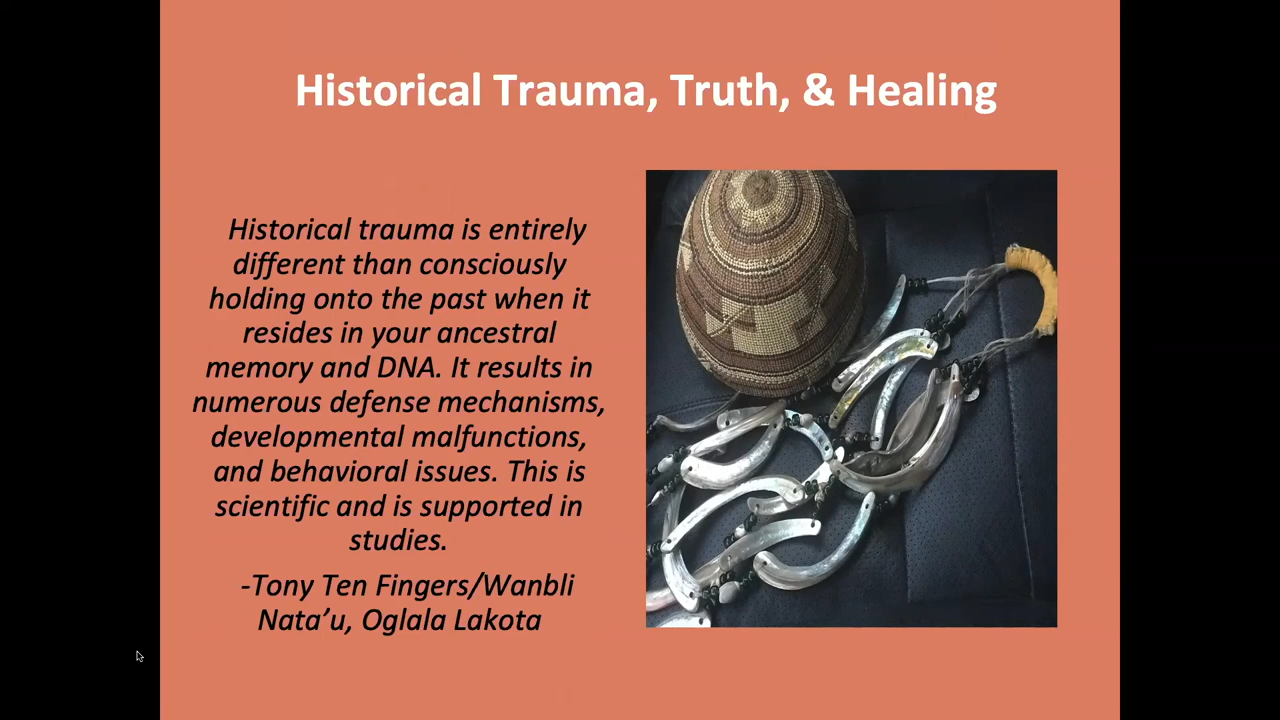 Historical Trauma, Truth, & Healing
Historical trauma is entirely
different than consciously
holding onto the past when it
resides in your ancestral
memory and DNA. It results in
numerous defense mechanisms,
developmental malfunctions,
and behavioral issues. This is
scientific and is supported in
studies.
-Tony Ten Fingers/Wanbli
Nata’u, Oglala Lakota